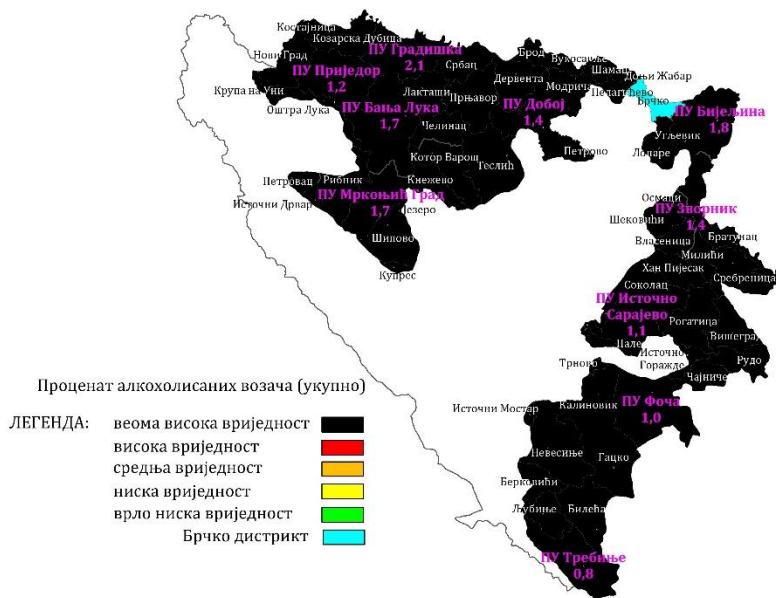 Костајница
Козарска Дубица
Нови Град
ПУ Градишка
2,1
Србац
Брод
Вукосавље
Шамац
Доњи Жабар
ПУ Приједор
1,2
Крупа на Уни
Оштра Лука
Лакташи
Прњавор
Дервента
Модрича
Пелагићево
Брчко
ПУ Бања Лука
1,7
ПУ Добој
1,4
ПУ Бијељина
1,8
Челинац
Угљевик
Лопаре
Котор Варош
Теслић
Петрово
Петровац
Рибник
Кнежево
Источни Дрвар
ПУ Мркоњић Град
1,7
Језеро
Шипово
Купрес
Осмаци
ПУ Зворник
1,4
Шековићи
Братунац
Власеница
Милићи
Хан Пијесак
Сребреница
Соколац
ПУ Источно
Сарајево
1,1
Рогатица
Вишеград
Пале
Источно
Горажде
Рудо
Трново
Чајниче
Источни Мостар
Калиновик
ПУ Фоча
1,0
Невесиње
Гацко
Берковићи
Љубиње
Билећа
ПУ Требиње
0,8
Проценат алкохолисаних возача (укупно)
ЛЕГЕНДА:
веома висока вриједност
висока вриједност
средња вриједност
ниска вриједност
врло ниска вриједност
Брчко дистрикт